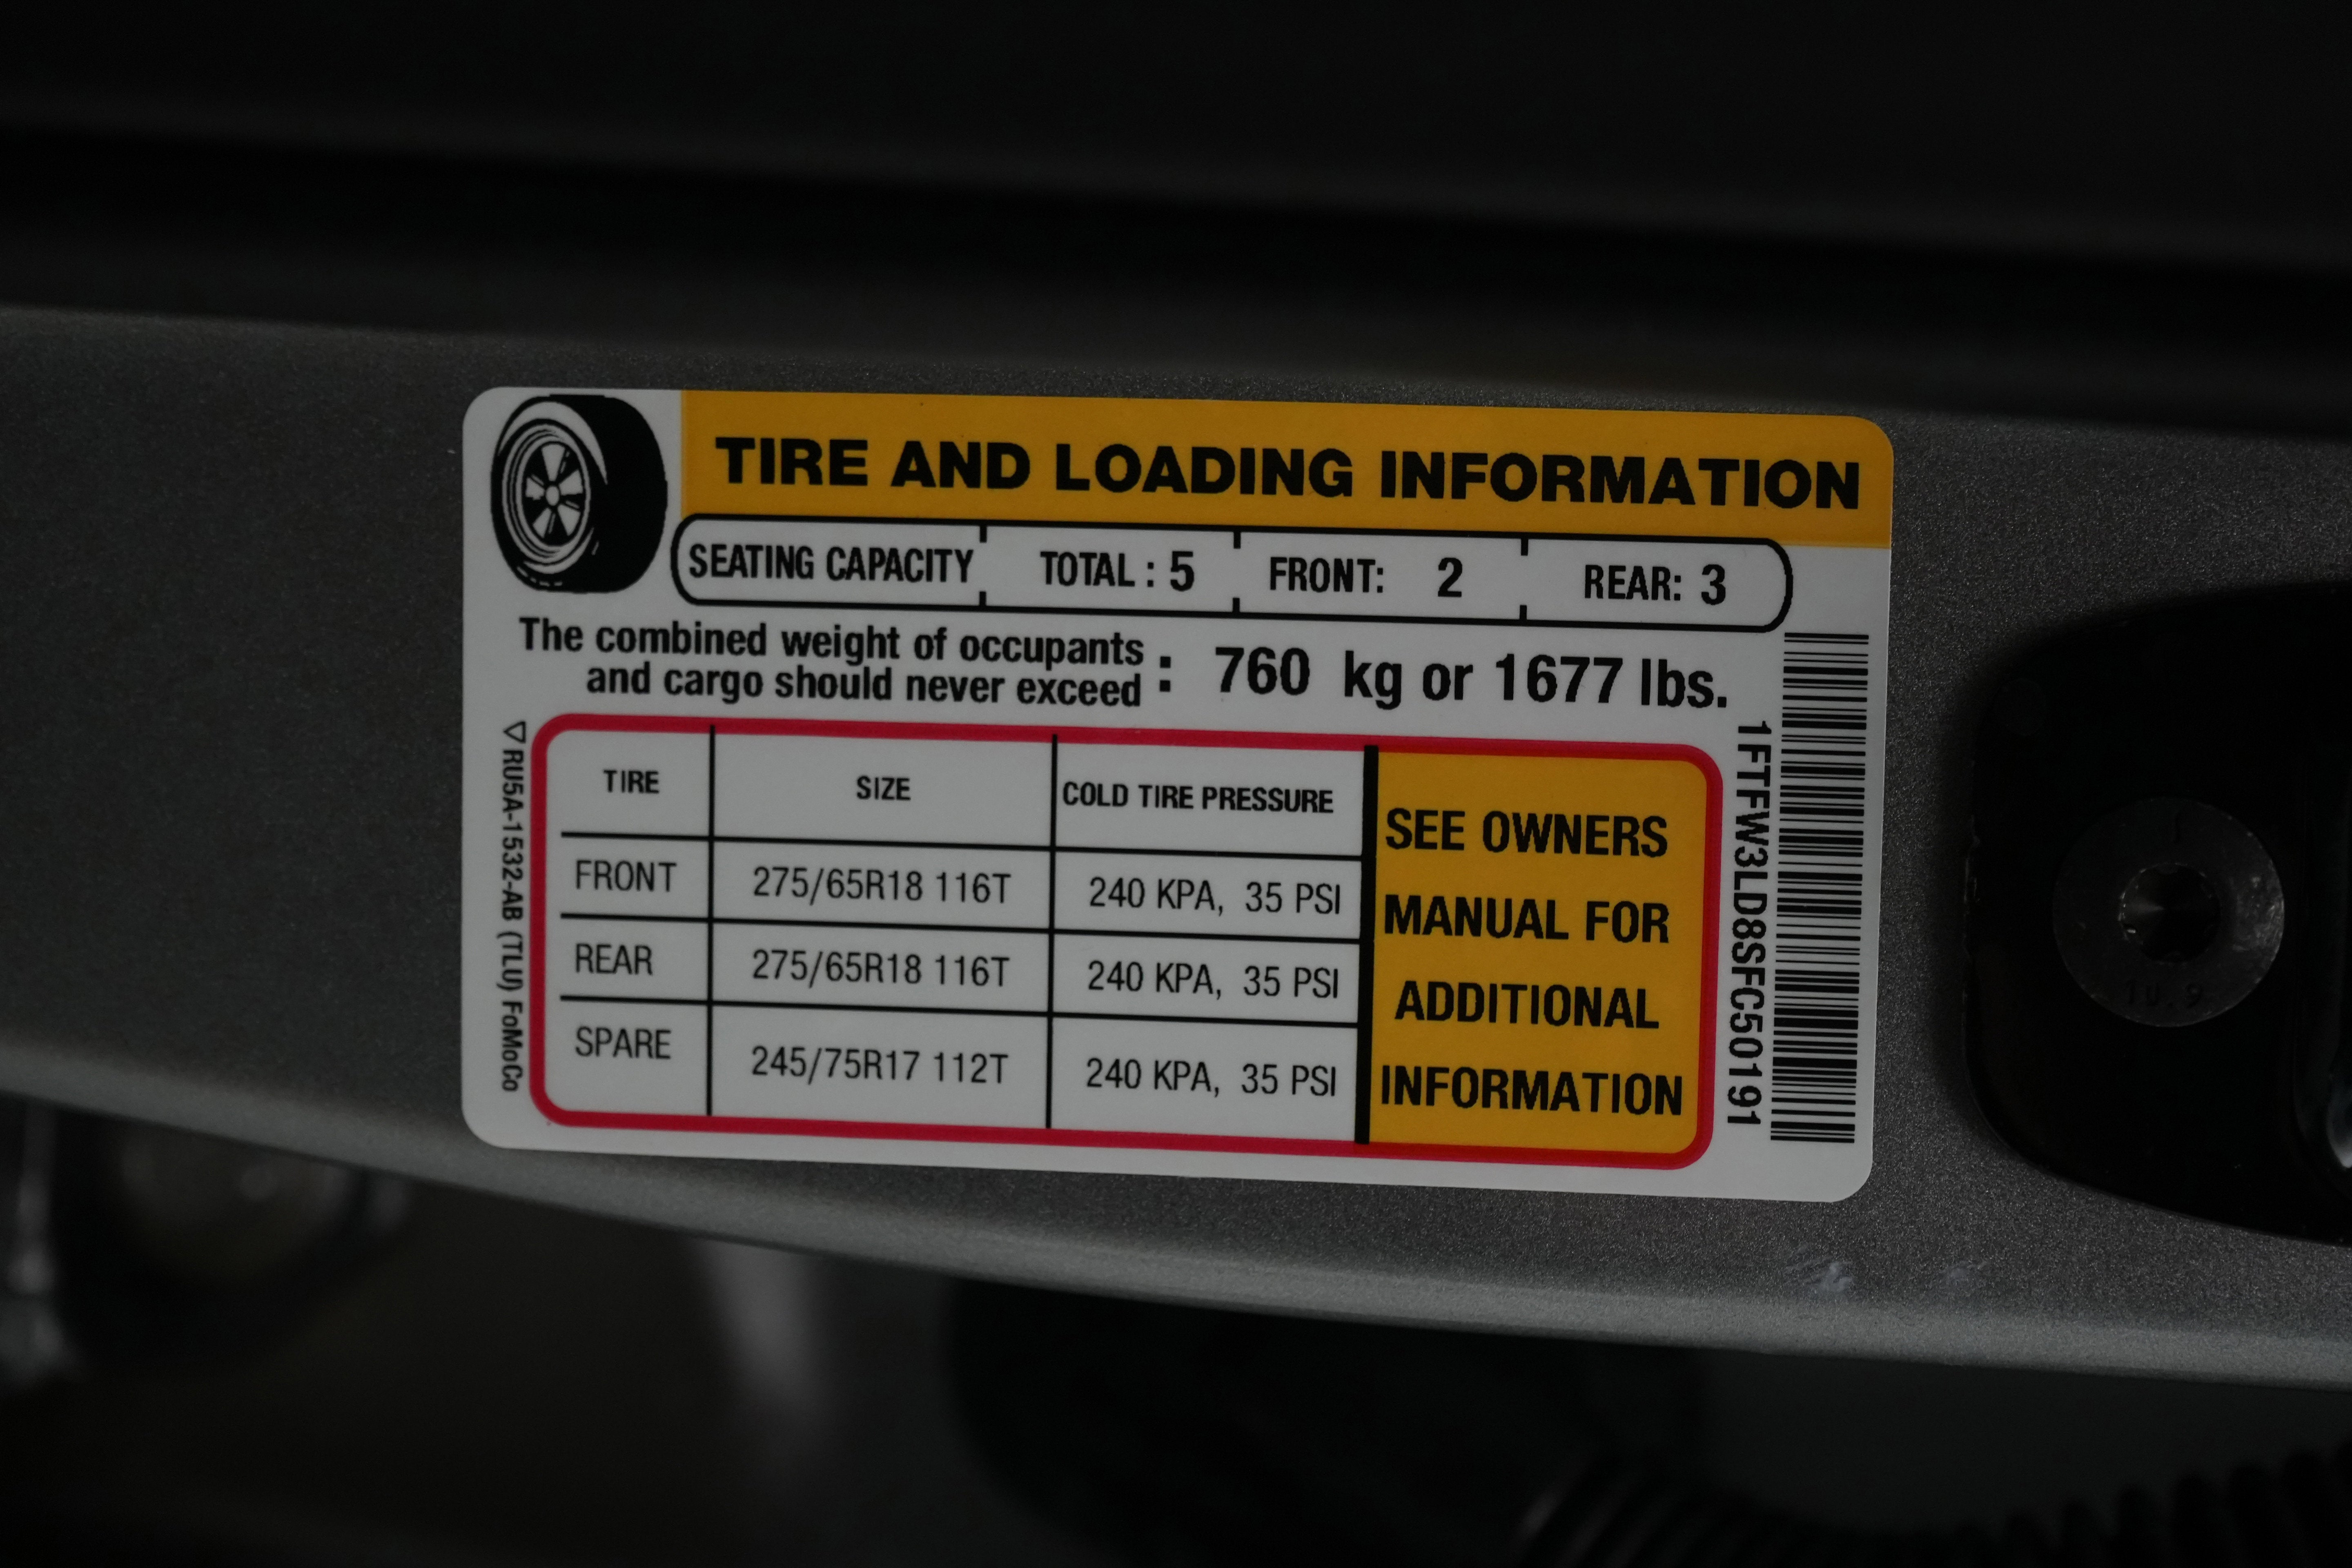 TIRE AND LOADING INFORMATION
SEATING CAPACITY TOTAL : 5 FRONT: 2 REAR: 3
The combined weight of occupants
and cargo should never exceed : 760 kg or 1677 lbs.
TIRE SIZE COLD TIRE PRESSURE
FRONT 275/65R18 116T 240 KPA, 35 PSI
REAR 275/65R18 116T 240 KPA, 35 PSI
SPARE 245/75R17 112T 240 KPA, 35 PSI
SEE OWNERS
MANUAL FOR
ADDITIONAL
INFORMATION
1FTFW3LD8SFC50191
RU5A-1532-AB (TLU) FoMoCo
10.9